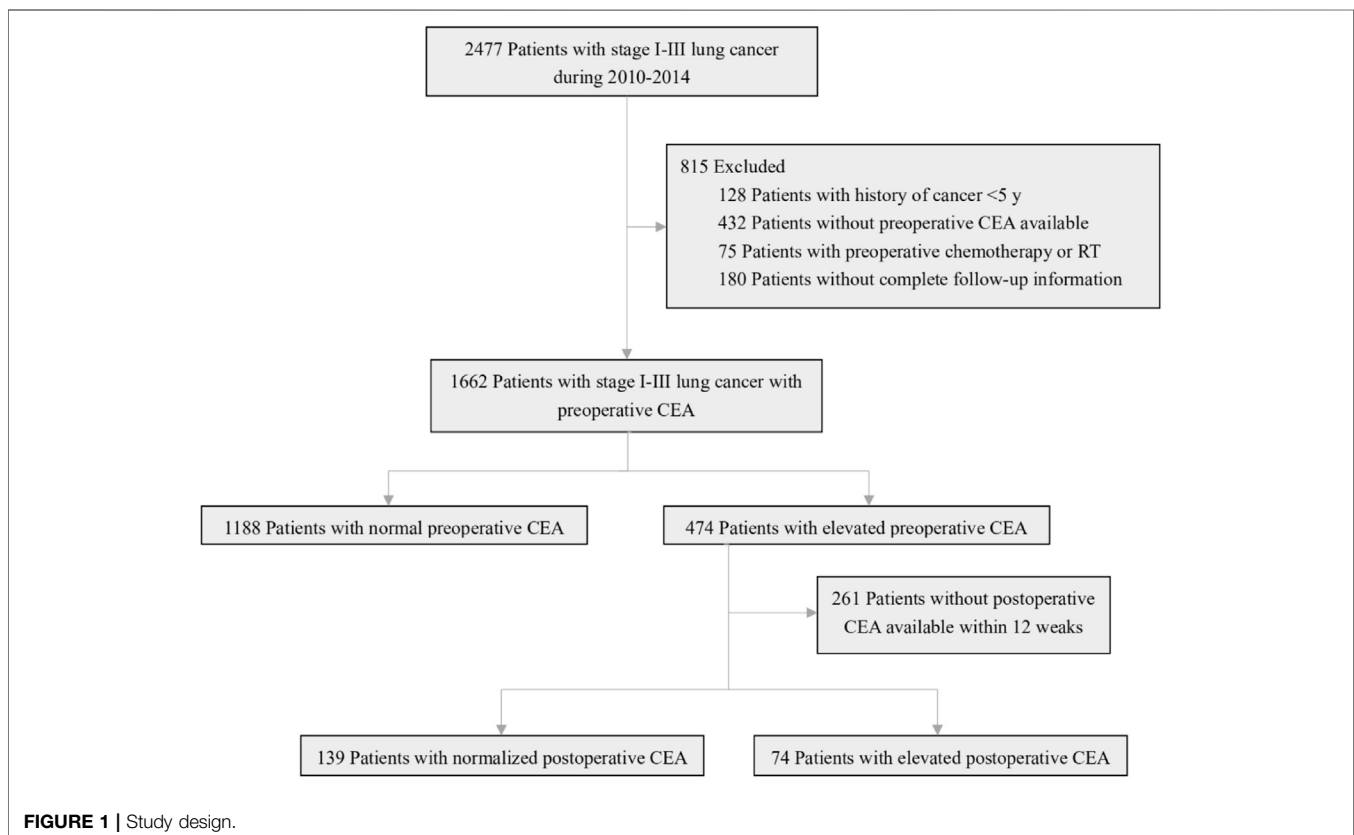 2477 Patients with stage I-III lung cancer
during 2010-2014
815 Excluded
128 Patients with history of cancer <5 y
432 Patients without preoperative CEA available
75 Patients with preoperative chemotherapy or RT
180 Patients without complete follow-up information
1662 Patients with stage I-III lung cancer with
preoperative CEA
1188 Patients with normal preoperative CEA
474 Patients with elevated preoperative CEA
261 Patients without postoperative
CEA available within 12 weaks
139 Patients with normalized postoperative CEA
74 Patients with elevated postoperative CEA
FIGURE 1 | Study design.